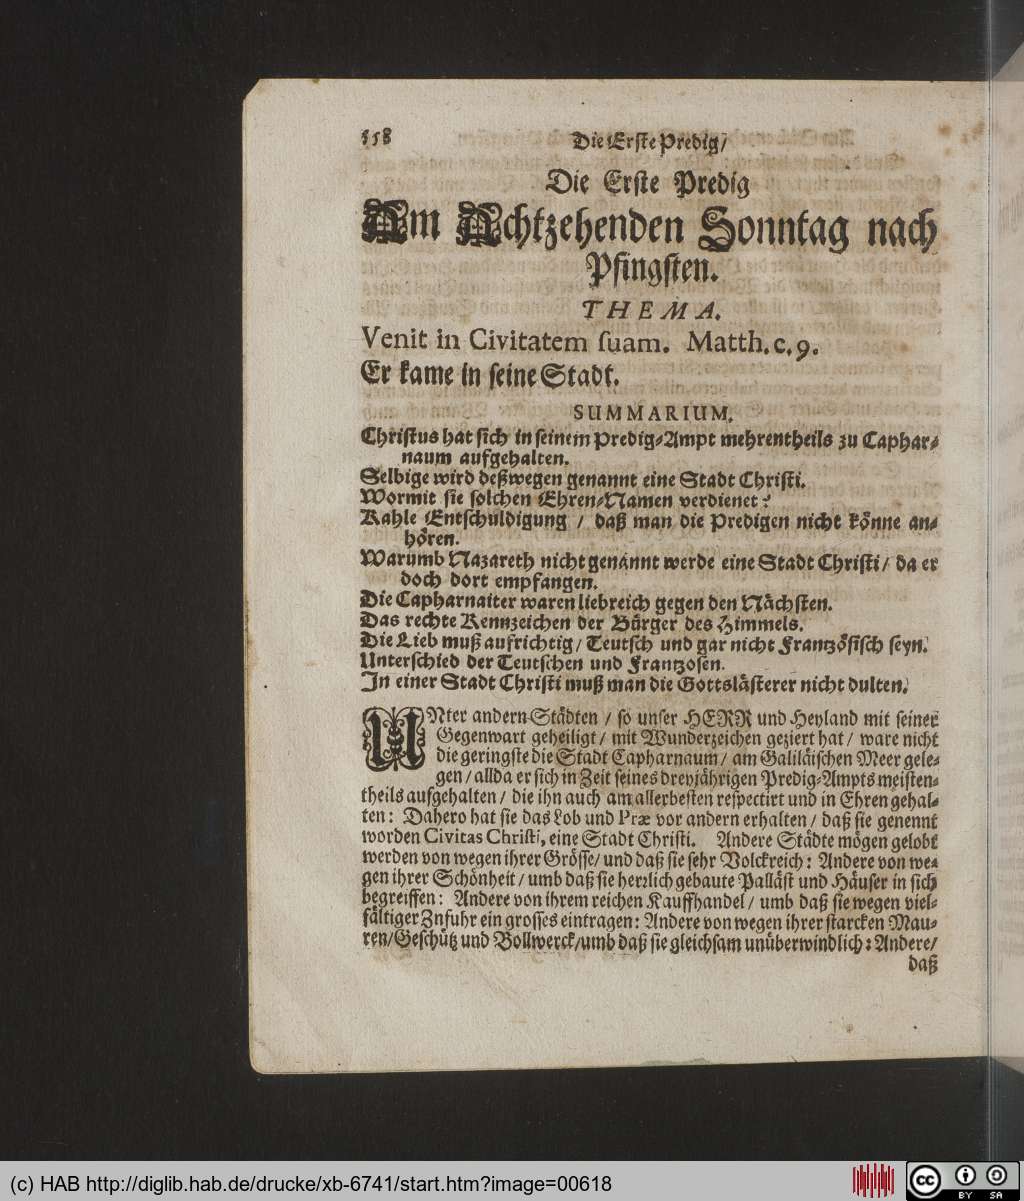 558
Die Erste Predig/
Die Erste Predig
Am Achtzehenden Sonntag nach
Pfingsten.
THEMA.
Venit in Civitatem ſuam. Matth. c. 9.
Er kame in seine Stadt.
SUMMARIUM.
Christus hat sich in seinem Predig-Ampt mehrentheils zu Caphar-
naum aufgehalten.
Selbige wird deßwegen genannt eine Stadt Christi.
Wormit sie solchen Ehren-Namen verdienet?
Kahle Entschuldigung / daß man die Predigen nicht könne an-
hören.
Warumb Nazareth nicht genannt werde eine Stadt Christi / da er
doch dort empfangen.
Die Capharnaiter waren liebreich gegen den Nächsten.
Das rechte Kennzeichen der Bürger des Himmels.
Die Lieb muß aufrichtig / Teutsch und gar nicht Frantzösisch seyn.
Unterschied der Teutschen und Frantzosen.
In einer Stadt Christi muß man die Gottslästerer nicht dulten.
UNter andern Städten / so unser HERR und Heyland mit seiner
Gegenwart geheiligt / mit Wunderzeichen geziert hat / ware nicht
die geringste die Stadt Capharnaum / am Galiläischen Meer gele-
gen / allda er sich in Zeit seines dreyjährigen Predig-Ampts meisten-
theils aufgehalten / die ihn auch am allerbesten respectirt und in Ehren gehal-
ten: Dahero hat sie das Lob und Præ vor andern erhalten / daß sie genennt
worden Civitas Christi, eine Stadt Christi. Andere Städte mögen gelobt
werden von wegen ihrer Grösse / und daß sie sehr Volckreich: Andere von we-
gen ihrer Schönheit / umb daß sie herzlich gebaute Palläst und Häuser in sich
begreiffen: Andere von ihrem reichen Kauffhandel / umb daß sie wegen viel-
fältiger Znfuhr ein grosses eintragen: Andere von wegen ihrer starcken Mau-
ren / Geschütz und Bollwerck / umb daß sie gleichsam unüberwindlich: Andere /
daß
(c) HAB http://diglib.hab.de/drucke/xb-6741/start.htm?image=00618
cc BY SA